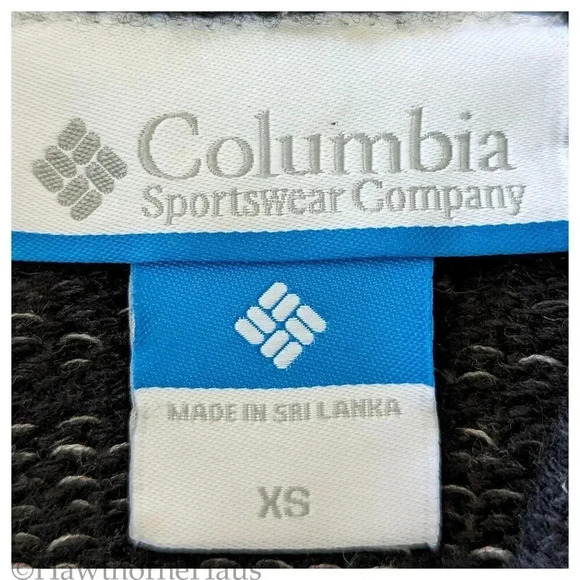 Columbia
Sportswear Company
MADE IN SRI LANKA
XS
©HawthorneHaus